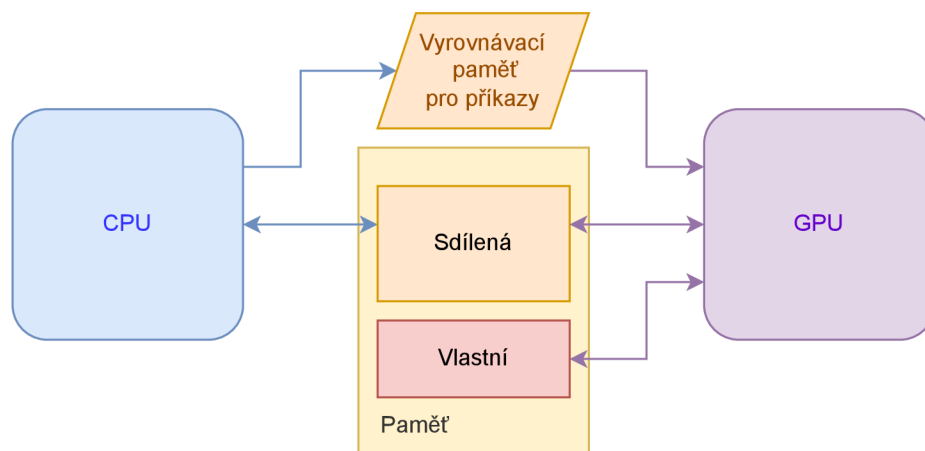 Vyrovnávací
paměť
pro příkazy
CPU
Sdílená
GPU
Vlastní
Paměť